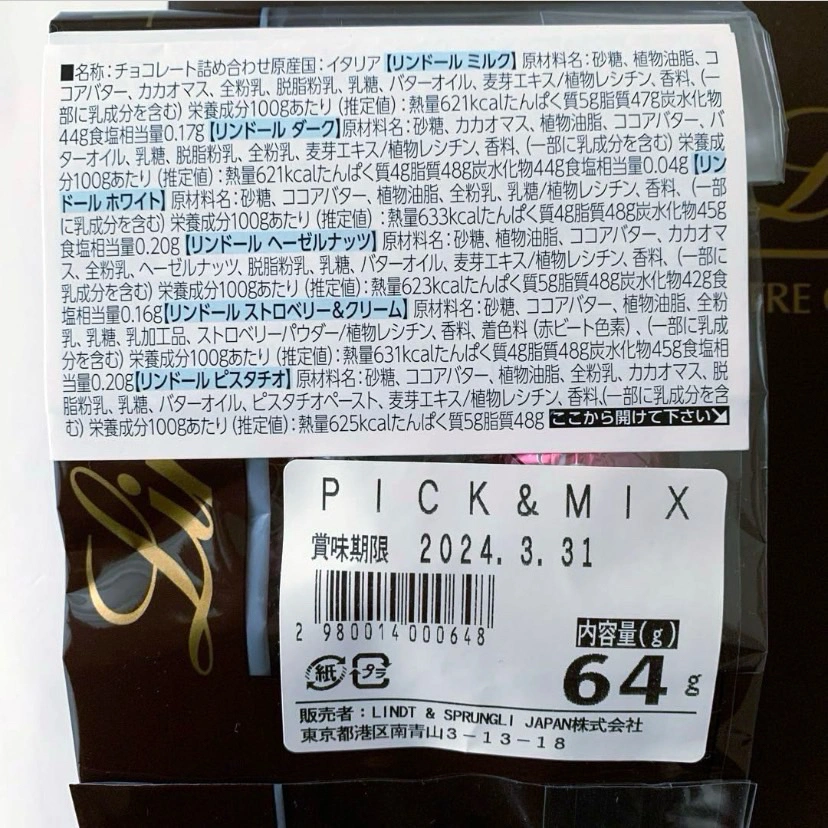 ■名称：チョコレート詰め合わせ原産国：イタリア【リンドール ミルク】原材料名：砂糖、植物油脂、コ
コアバター、カカオマス、全粉乳、脱脂粉乳、乳糖、バターオイル、麦芽エキス/植物レシチン、香料、(一
部に乳成分を含む) 栄養成分100gあたり (推定値)：熱量621kcalたんぱく質5g脂質47g炭水化物
44g食塩相当量0.17g【リンドール ダーク】原材料名：砂糖、カカオマス、植物油脂、ココアバター、バ
ターオイル、乳糖、脱脂粉乳、全粉乳、麦芽エキス/植物レシチン、香料、(一部に乳成分を含む) 栄養成
分100gあたり (推定値)：熱量621kcalたんぱく質4g脂質48g炭水化物44g食塩相当量0.04g【リン
ドール ホワイト】原材料名：砂糖、ココアバター、植物油脂、全粉乳、乳糖/植物レシチン、香料、(一部
に乳成分を含む) 栄養成分100gあたり (推定値)：熱量633kcalたんぱく質4g脂質48g炭水化物45g
食塩相当量0.20g【リンドール ヘーゼルナッツ】原材料名：砂糖、植物油脂、ココアバター、カカオマ
ス、全粉乳、ヘーゼルナッツ、脱脂粉乳、乳糖、バターオイル、麦芽エキス/植物レシチン、香料、(一部に
乳成分を含む) 栄養成分100gあたり (推定値)：熱量623kcalたんぱく質5g脂質48g炭水化物42g食
塩相当量0.16g【リンドール ストロベリー&クリーム】原材料名：砂糖、ココアバター、植物油脂、全粉
乳、乳糖、乳加工品、ストロベリーパウダー/植物レシチン、香料、着色料 (赤ビート色素)、(一部に乳成
分を含む) 栄養成分100gあたり (推定値)：熱量631kcalたんぱく質4g脂質48g炭水化物45g食塩相
当量0.20g【リンドール ピスタチオ】原材料名：砂糖、ココアバター、植物油脂、全粉乳、カカオマス、脱
脂粉乳、乳糖、バターオイル、ピスタチオペースト、麦芽エキス/植物レシチン、香料、(一部に乳成分を含
む) 栄養成分100gあたり (推定値)：熱量625kcalたんぱく質5g脂質48g ここから開けて下さい
PICK&MIX
賞味期限 2024. 3. 31
2 980014 000648
内容量(g)
紙 プラ 64 g
販売者：LINDT & SPRUNGLI JAPAN株式会社
東京都港区南青山3－13－18